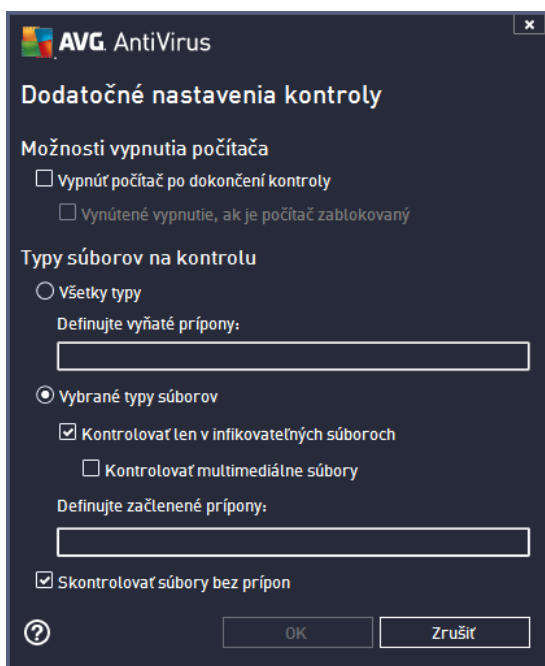 AVG. AntiVirus
Dodatočné nastavenia kontroly
Možnosti vypnutia počítača
Vypnúť počítač po dokončení kontroly
Vynútené vypnutie, ak je počítač zablokovaný
Typy súborov na kontrolu
Všetky typy
Definujte vyňaté prípony:
Vybrané typy súborov
Kontrolovať len v infikovateľných súboroch
Kontrolovať multimediálne súbory
Definujte začlenené prípony:
Skontrolovať súbory bez prípon
? OK Zrušiť